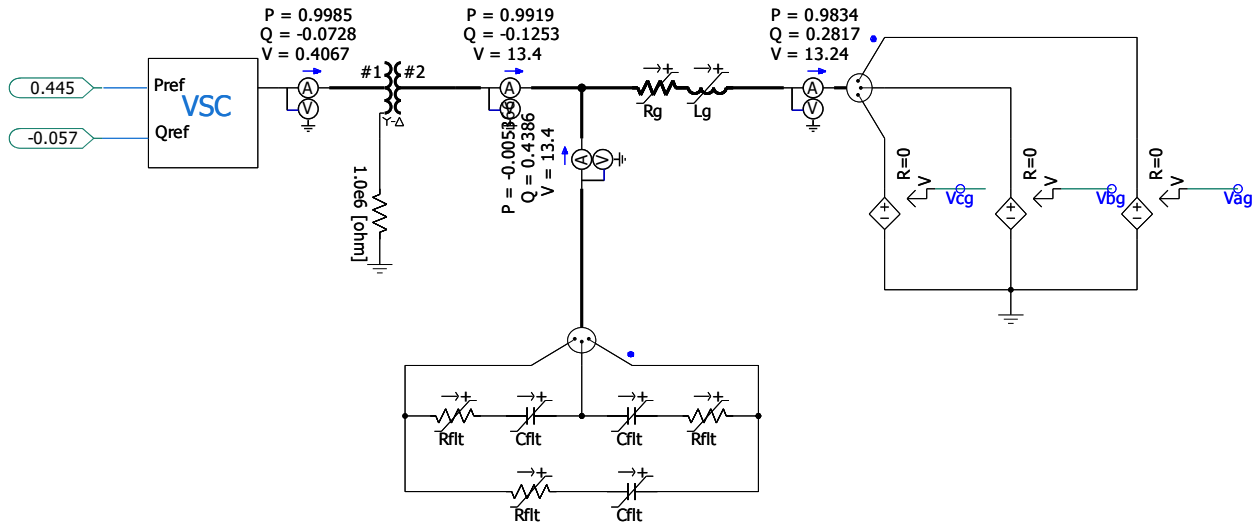 P = 0.9985
Q = -0.0728
V = 0.4067
P = 0.9919
Q = -0.1253
V = 13.4
P = 0.9834
Q = 0.2817
V = 13.24
0.445
Pref
VSC
-0.057
Qref
A
V
#1
#2
Y-Δ
A
V
Rg
Lg
A
V
P = -0.005366
Q = 0.4386
V = 13.4
A
V
1.0e6 [ohm]
R=0
V
Vcg
R=0
V
Vbg
R=0
V
Vag
Rflt
Cflt
Cflt
Rflt
Rflt
Cflt